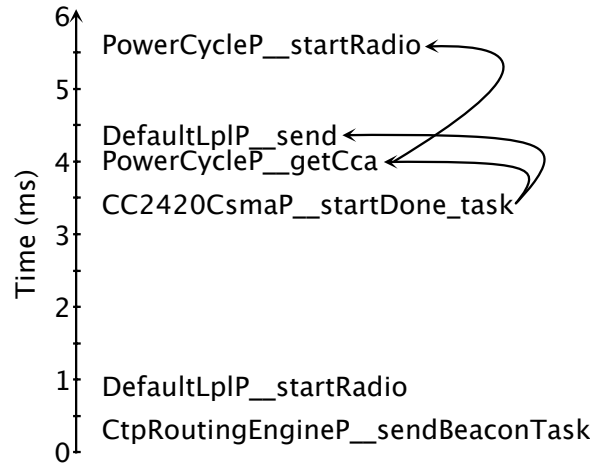 6
PowerCycleP__startRadio
5
DefaultLplP__send
4
PowerCycleP__getCca
CC2420CsmaP__startDone_task
3
Time (ms)
2
1
DefaultLplP__startRadio
CtpRoutingEngineP__sendBeaconTask
0